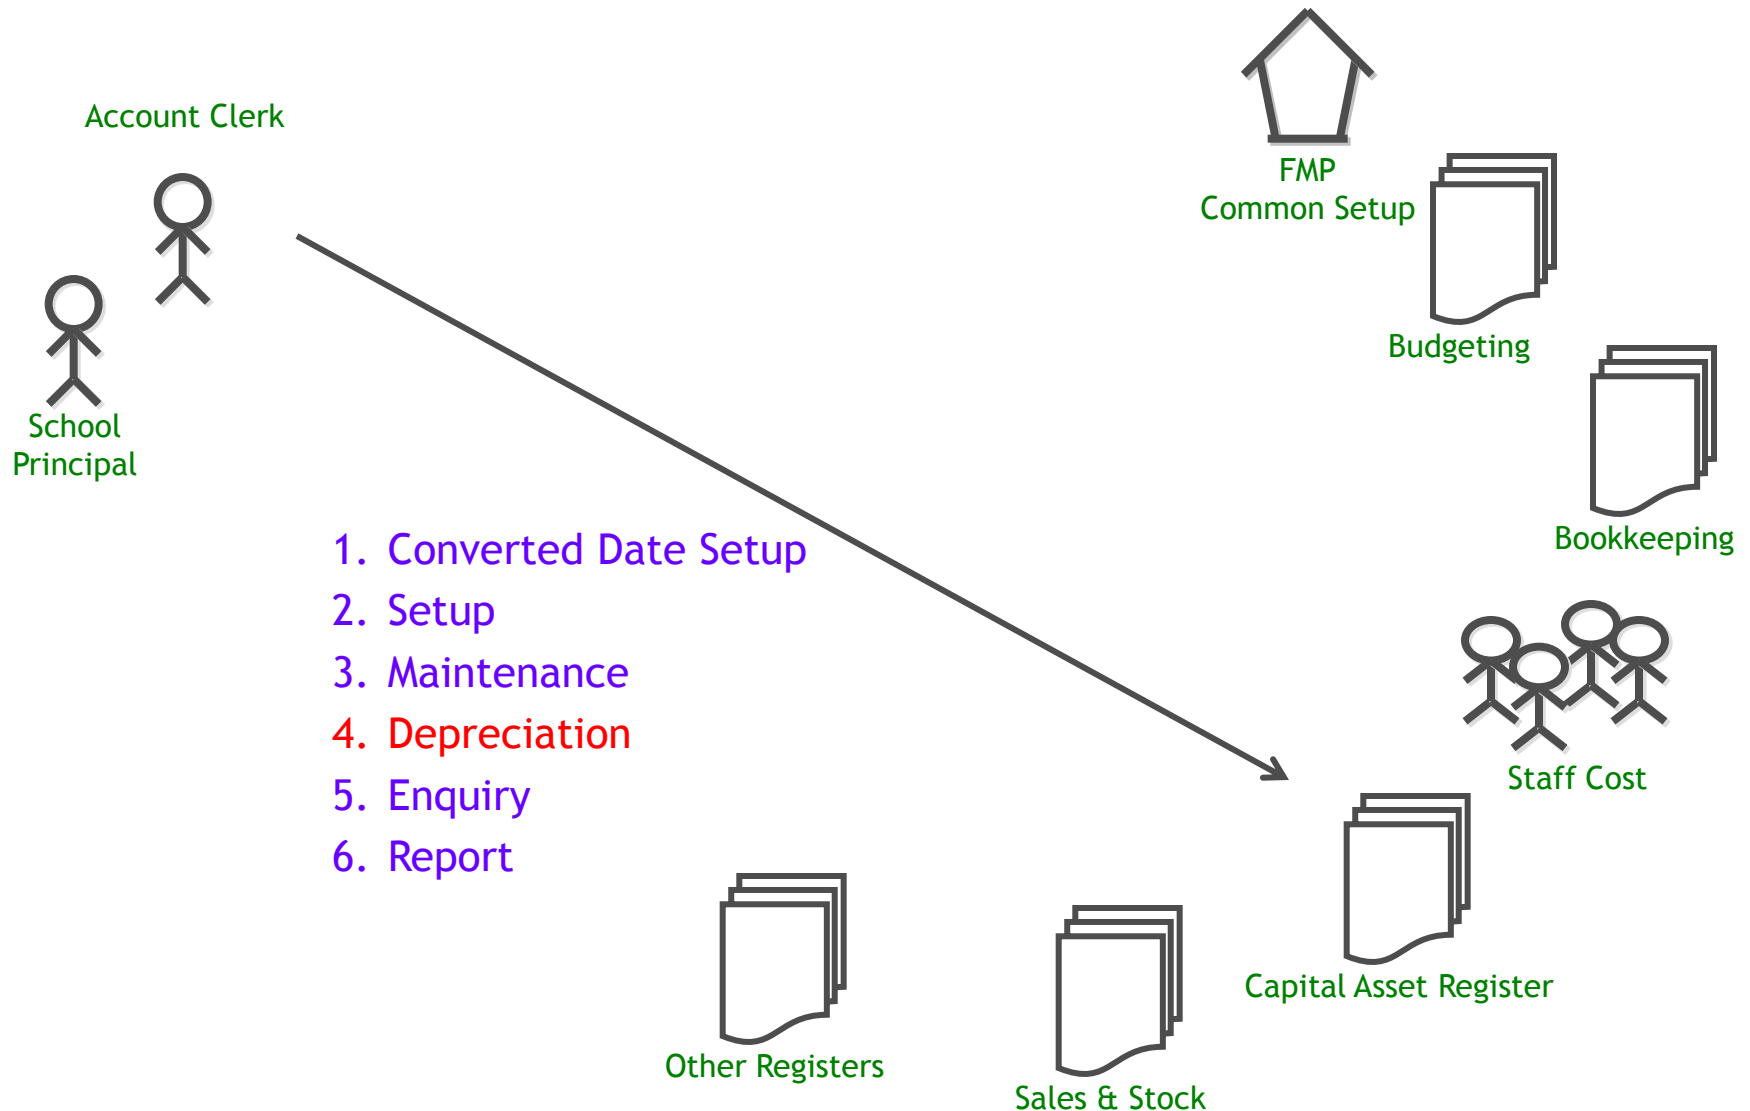 Account Clerk
School
Principal
FMP
Common Setup
Budgeting
Bookkeeping
1. Converted Date Setup
2. Setup
3. Maintenance
4. Depreciation
5. Enquiry
6. Report
Staff Cost
Capital Asset Register
Other Registers
Sales & Stock